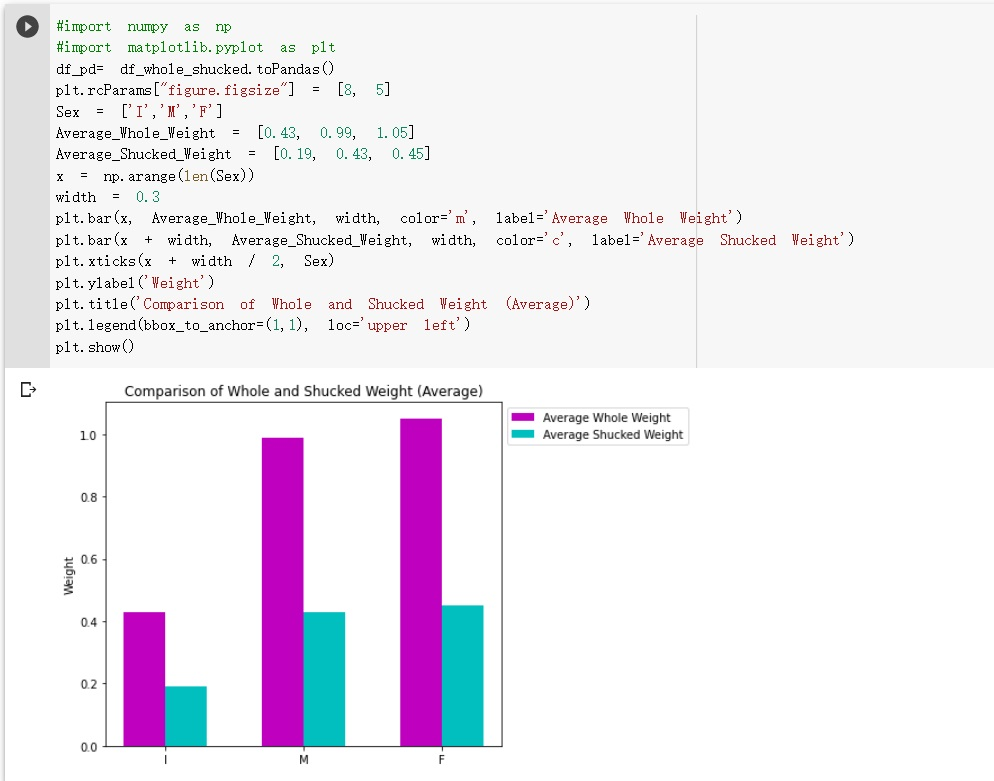 #import numpy as np
#import matplotlib.pyplot as plt
df_pd= df_whole_shucked.toPandas()
plt.rcParams["figure.figsize"] = [8, 5]
Sex = ['I','M','F']
Average_Whole_Weight = [0.43, 0.99, 1.05]
Average_Shucked_Weight = [0.19, 0.43, 0.45]
x = np.arange(len(Sex))
width = 0.3
plt.bar(x, Average_Whole_Weight, width, color='m', label='Average Whole Weight')
plt.bar(x + width, Average_Shucked_Weight, width, color='c', label='Average Shucked Weight')
plt.xticks(x + width / 2, Sex)
plt.ylabel('Weight')
plt.title('Comparison of Whole and Shucked Weight (Average)')
plt.legend(bbox_to_anchor=(1,1), loc='upper left')
plt.show()
Comparison of Whole and Shucked Weight (Average)
Average Whole Weight
Average Shucked Weight
1.0
0.8
0.6
Weight
0.4
0.2
0.0
I M F